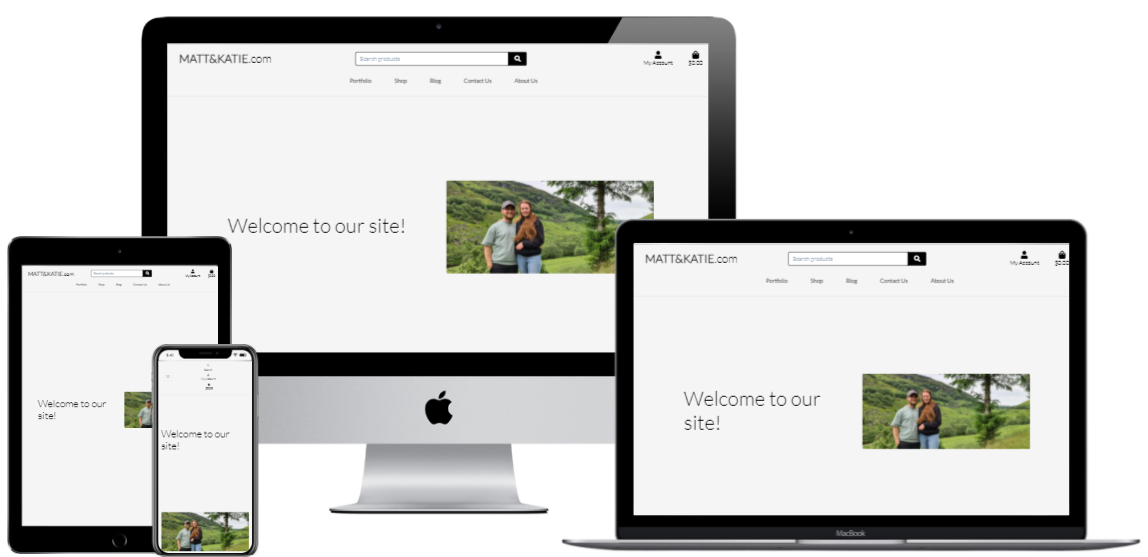 MATT&KATIE.com
Search products
My Account
$0.00
Portfolio Shop Blog Contact Us About Us
Welcome to our site!
MATT&KATIE.com
Search products
My Account
$0.00
Portfolio Shop Blog Contact Us About Us
Welcome to our
site!
MacBook
MATT&KATIE.com
Search products
My Account
Portfolio Shop Blog Contact Us About Us
Welcome to our
site!
Search
My Account
Welcome to our
site!